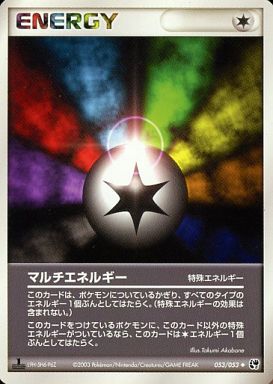 ENERGY
マルチエネルギー 特殊エネルギー
このカードは、ポケモンについているかぎり、すべてのタイプの
エネルギー1個ぶんとしてはたらく。(特殊エネルギーの効果は
含まれない。)
このカードをつけているポケモンに、このカード以外に、特殊エネ
ルギーがついているなら、このカードは★エネルギー1個ぶん
としてはたらく。
Illus. Takumi Akabane
1
©2003 Pokémon/Nintendo/Creatures/GAME FREAK
053/053